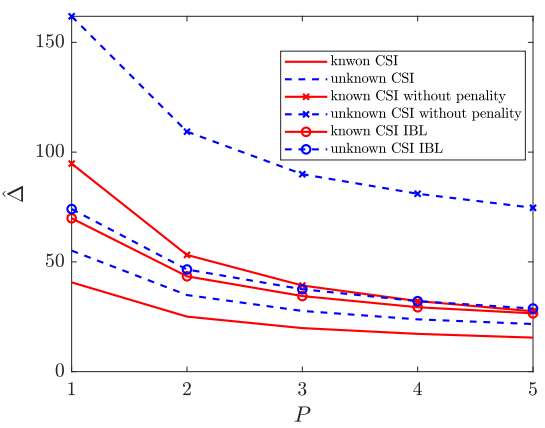 150
100
50
0
Δ̂
knwon CSI
unknown CSI
known CSI without penality
unknown CSI without penality
known CSI IBL
unknown CSI IBL
1 2 3 4 5
P